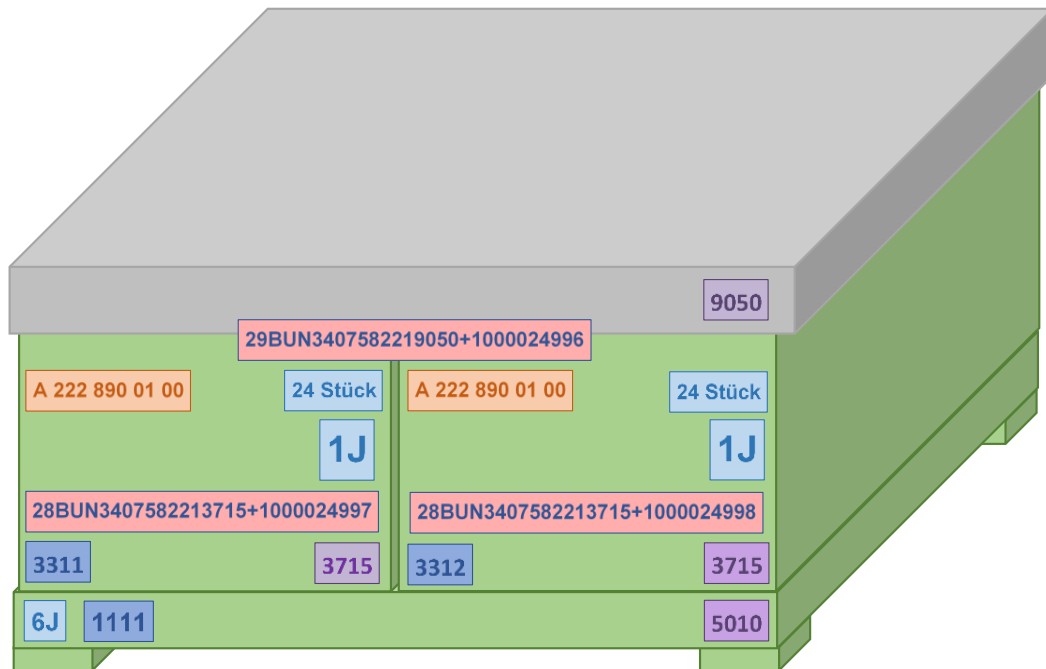 9050
29BUN3407582219050+1000024996
A 222 890 01 00
24 Stück
A 222 890 01 00
24 Stück
1J
1J
28BUN3407582213715+1000024997
28BUN3407582213715+1000024998
3311
3715
3312
3715
6J
1111
5010